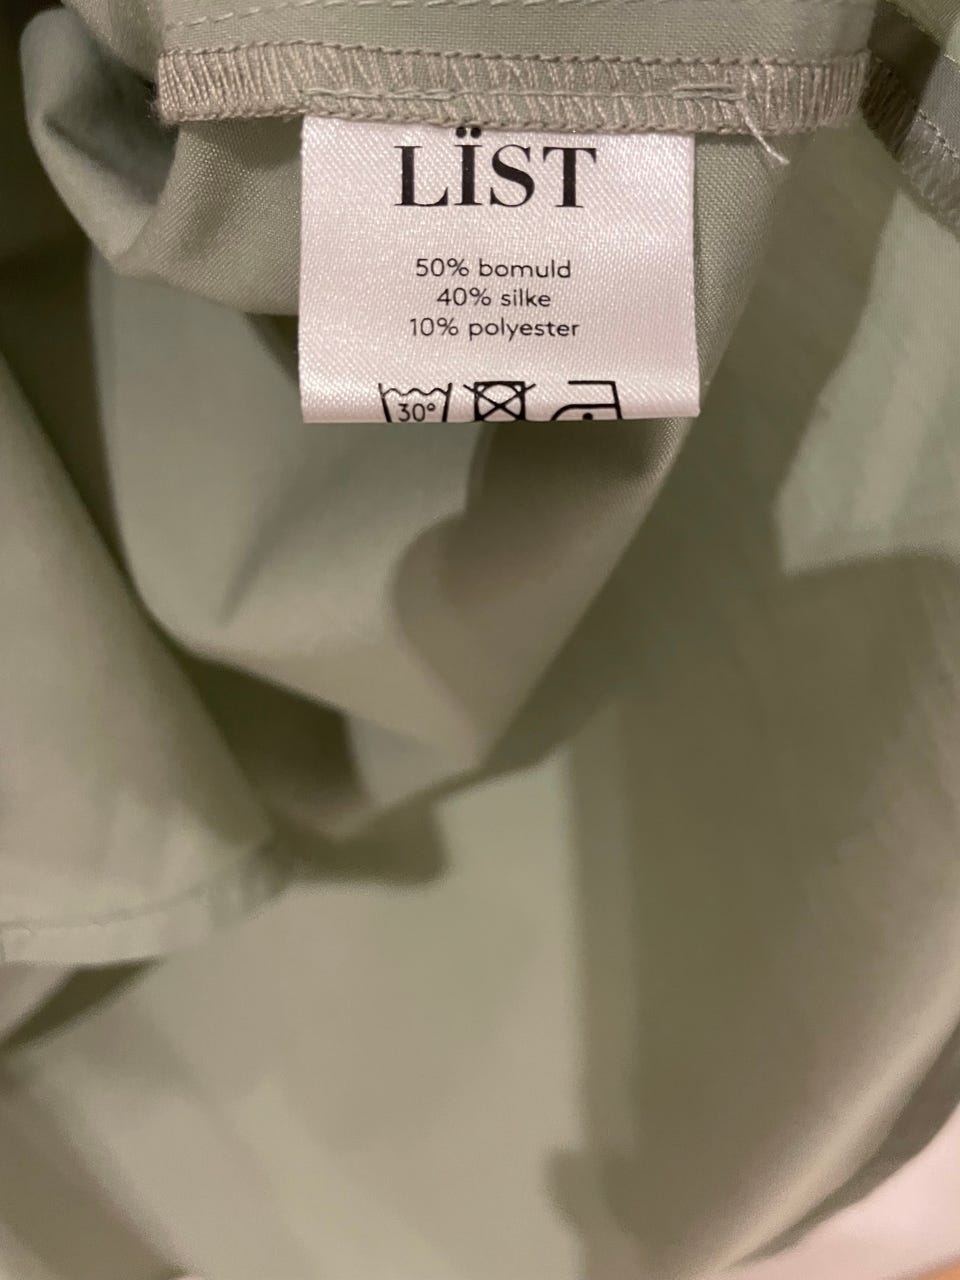 LÏST
50% bomuld
40% silke
10% polyester
30°